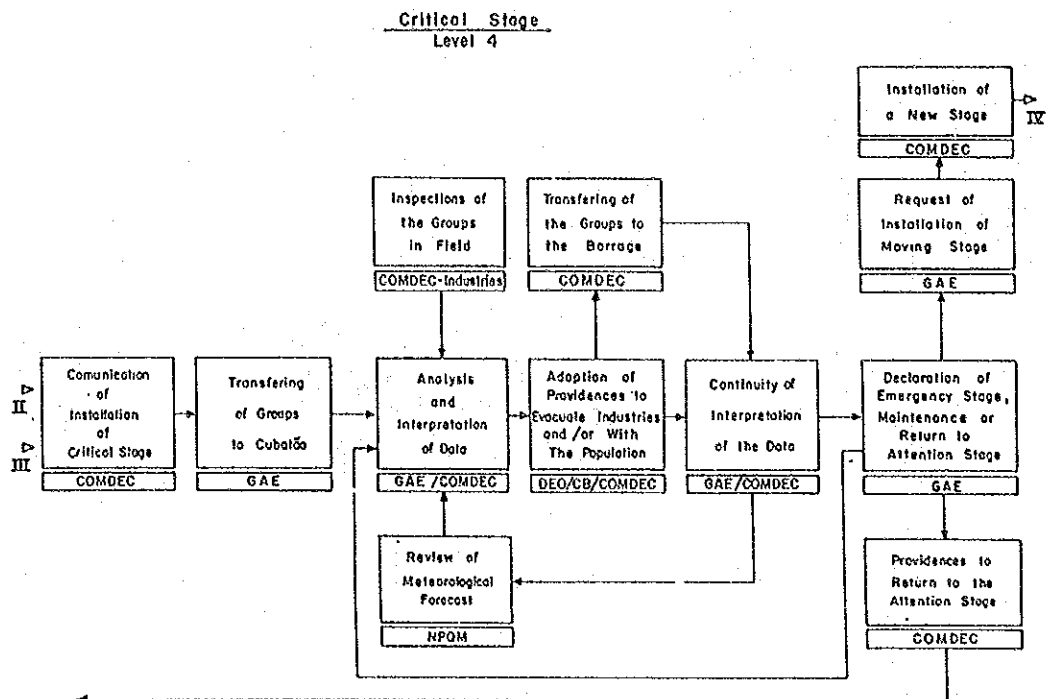 Critical Stage
Level 4
Installation of
a New Stage
COMDEC
IV
Inspections of
the Groups
in Field
COMDEC-Industries
Transfering of
the Groups to
the Borrage
COMDEC
Request of
Installation of
Moving Stage
GAE
II
III
Comunication
of
Installation
of
Critical Stage
COMDEC
Transfering
of Groups
to Cubatão
GAE
Analysis
and
Interpretation
of Data
GAE/COMDEC
Adoption of
Providences to
Evacuate Industries
and/or With
The Population
DEO/CB/COMDEC
Continuity of
Interpretation
of the Data
GAE/COMDEC
Declaration of
Emergency Stage,
Maintenance or
Return to
Attention Stage
GAE
Review of
Meteorological
Forecast
NPQM
Providences to
Return to the
Attention Stage
COMDEC